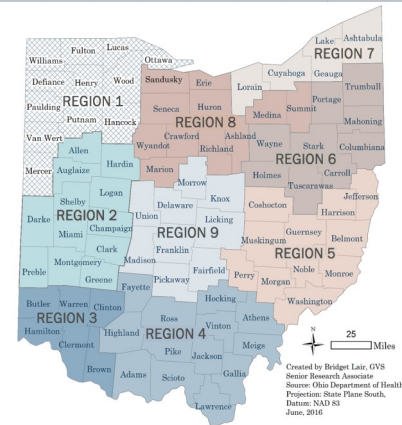 Lake
Ashtabula
Fulton
Lucas
Williams
Ottawa
REGION 7
Cuyahoga
Geauga
Defiance
Henry
Wood
Sandusky
Erie
Lorain
Trumbull
Paulding
REGION 1
Seneca
Huron
Medina
Summit
Portage
Putnam
Hancock
REGION 8
Mahoning
Van Wert
Crawford
Ashland
Wyandot
Richland
Wayne
Stark
Columbiana
Allen
REGION 6
Mercer
Auglaize
Hardin
Marion
Holmes
Carroll
Morrow
Tuscarawas
Logan
Knox
Jefferson
Shelby
Delaware
Coshocton
Harrison
Darke
REGION 2
Union
Licking
Champaign
REGION 9
Guernsey
Miami
Muskingum
Belmont
Clark
Franklin
REGION 5
Montgomery
Madison
Fairfield
Noble
Monroe
Preble
Greene
Pickaway
Perry
Morgan
Fayette
Washington
Butler
Warren
Clinton
Hocking
REGION 3
Ross
Athens
Hamilton
Highland
REGION 4
Vinton
Clermont
Pike
Meigs
Jackson
Brown
Adams
Scioto
Gallia
Lawrence
N
25
Miles
Created by Bridget Lair, GVS
Senior Research Associate
Source: Ohio Department of Health
Projection: State Plane South,
Datum: NAD 83
June, 2016